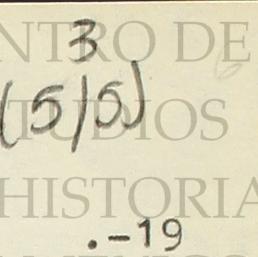 3
(5/5)
.-19
NTRO DE
TUDIOS
HISTORIA